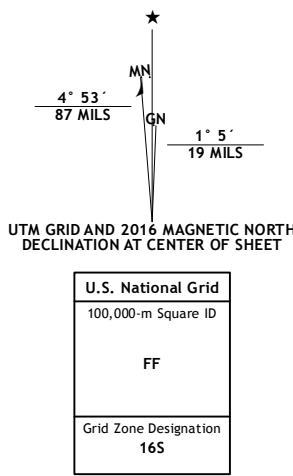 ★
MN
GN
4° 53´
87 MILS
1° 5´
19 MILS
UTM GRID AND 2016 MAGNETIC NORTH
DECLINATION AT CENTER OF SHEET
U.S. National Grid
100,000-m Square ID
FF
Grid Zone Designation
16S